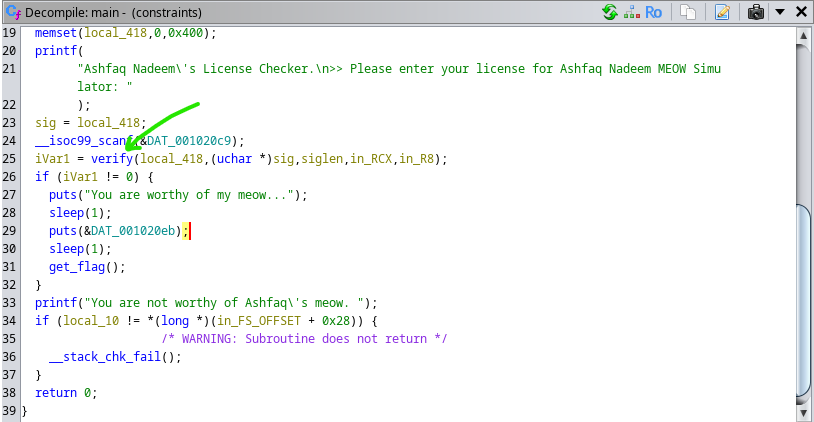 Decompile: main - (constraints)
Ro
19 memset(local_418,0,0x400);
20 printf(
21 "Ashfaq Nadeem\'s License Checker.\n>> Please enter your license for Ashfaq Nadeem MEOW Simu
lator: "
22 );
23 sig = local_418;
24 __isoc99_scanf(&DAT_001020c9);
25 iVar1 = verify(local_418,(uchar *)sig,siglen,in_RCX,in_R8);
26 if (iVar1 != 0) {
27 puts("You are worthy of my meow...");
28 sleep(1);
29 puts(&DAT_001020eb);
30 sleep(1);
31 get_flag();
32 }
33 printf("You are not worthy of Ashfaq\'s meow. ");
34 if (local_10 != *(long *)(in_FS_OFFSET + 0x28)) {
35 /* WARNING: Subroutine does not return */
36 __stack_chk_fail();
37 }
38 return 0;
39 }